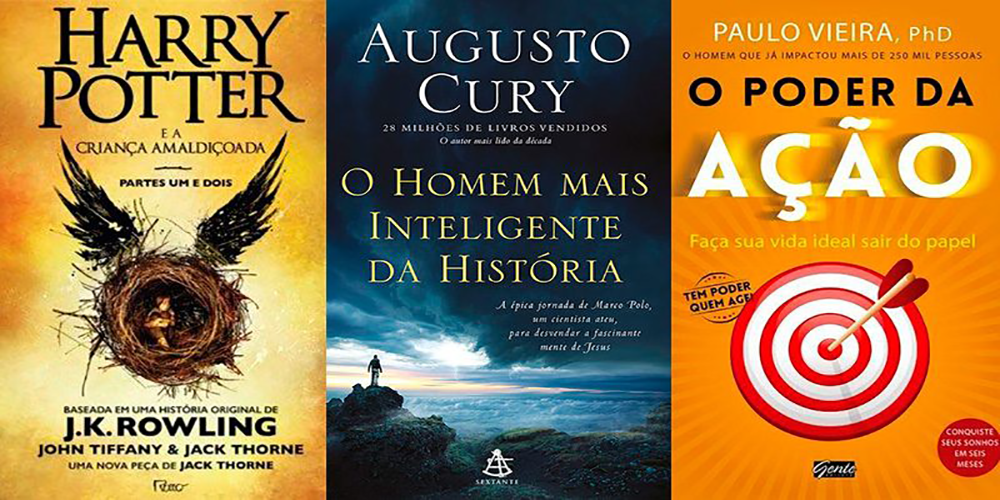 HARRY
POTTER
E A
CRIANÇA AMALDIÇOADA
PARTES UM E DOIS
BASEADA EM UMA HISTÓRIA ORIGINAL DE
J.K. ROWLING
JOHN TIFFANY & JACK THORNE
UMA NOVA PEÇA DE JACK THORNE
Rocco
AUGUSTO
CURY
28 MILHÕES DE LIVROS VENDIDOS
O autor mais lido da década
O HOMEM MAIS
INTELIGENTE
DA HISTÓRIA
A épica jornada de Marco Polo,
um cientista ateu,
para desvendar a fascinante
mente de Jesus
SEXTANTE
PAULO VIEIRA, PhD
O HOMEM QUE JÁ IMPACTOU MAIS DE 250 MIL PESSOAS
O PODER DA
AÇÃO
Faça sua vida ideal sair do papel
TEM PODER
QUEM AGE!
CONQUISTE
SEUS SONHOS
EM SEIS
MESES
Gente